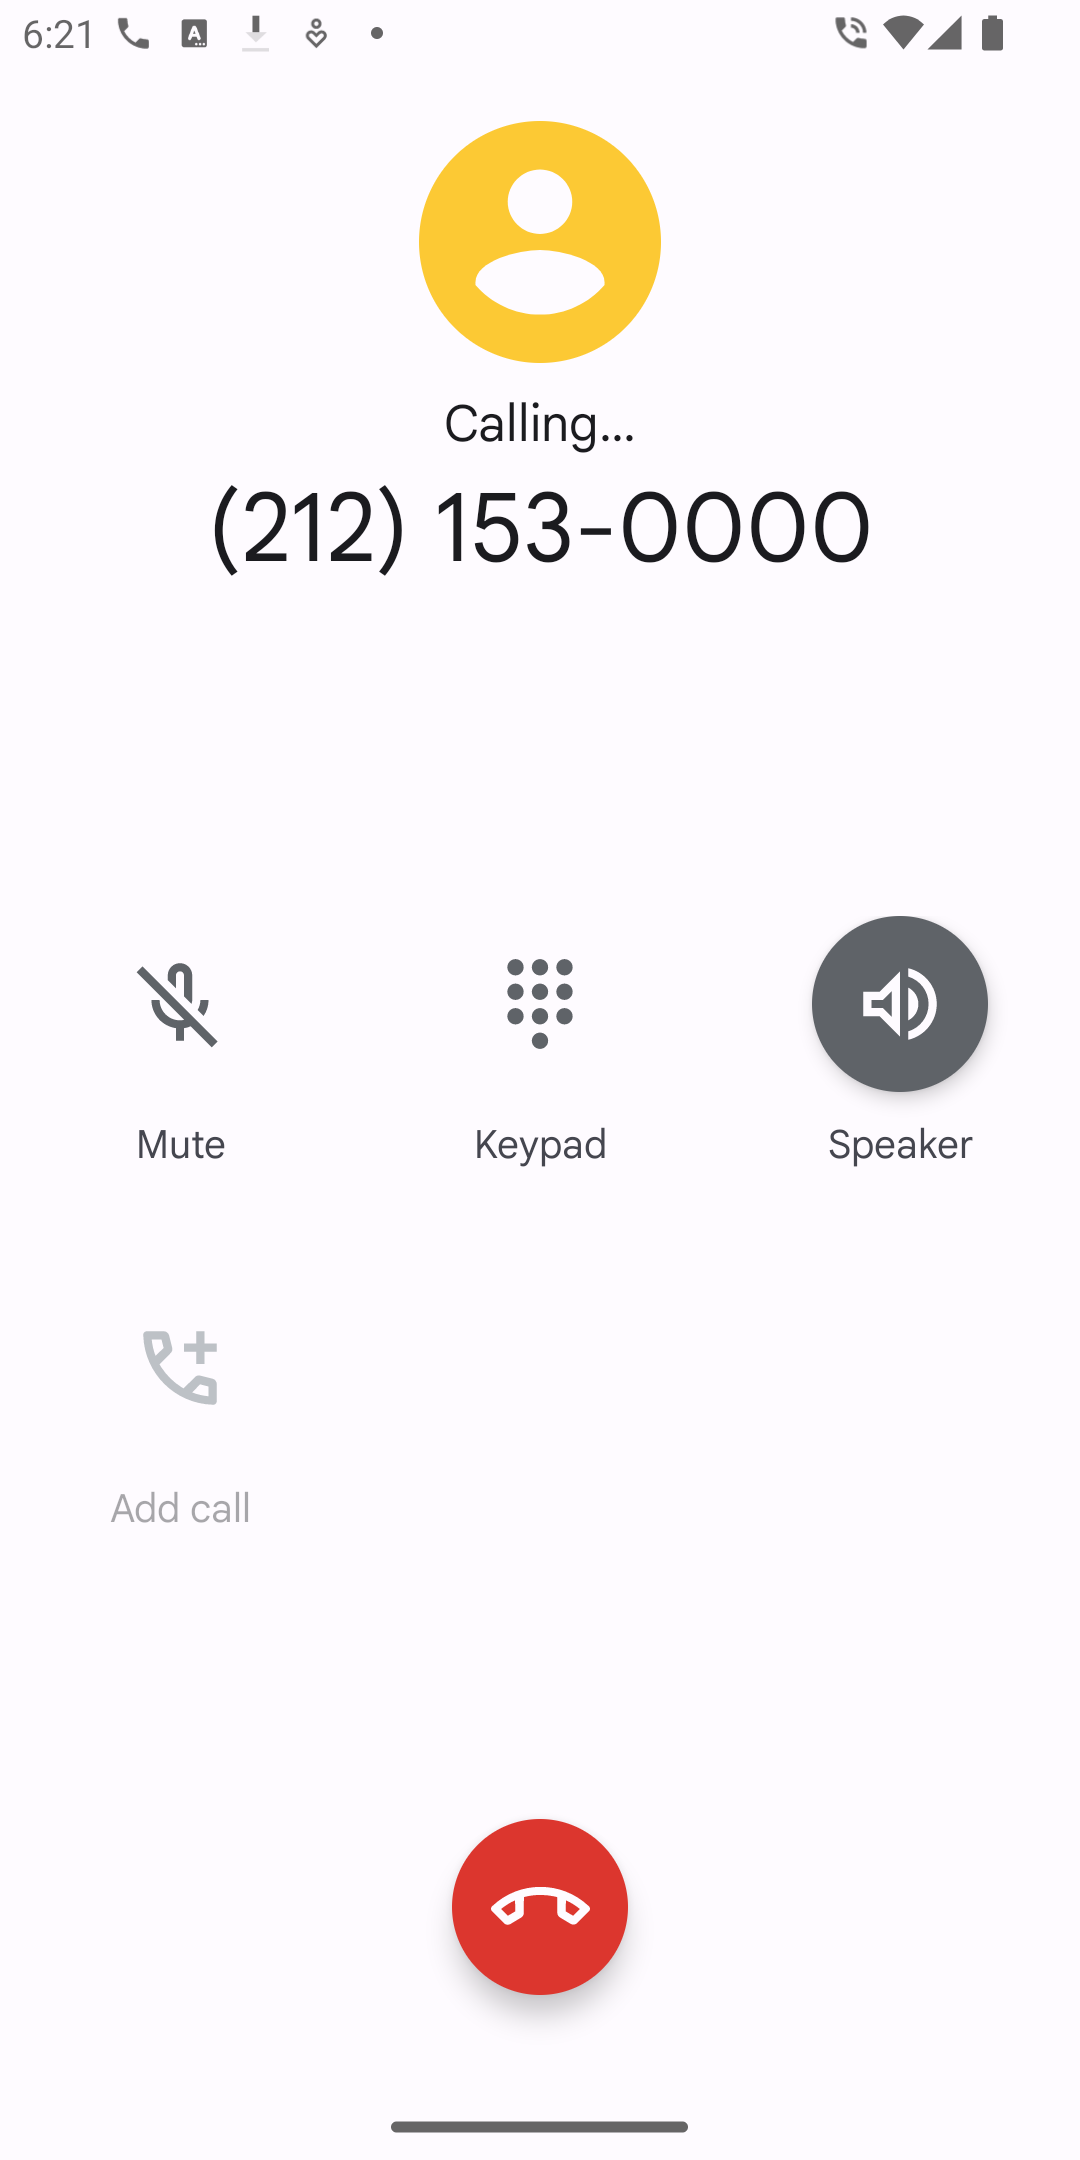 6:21
Calling...
(212) 153-0000
Mute
Keypad
Speaker
Add call